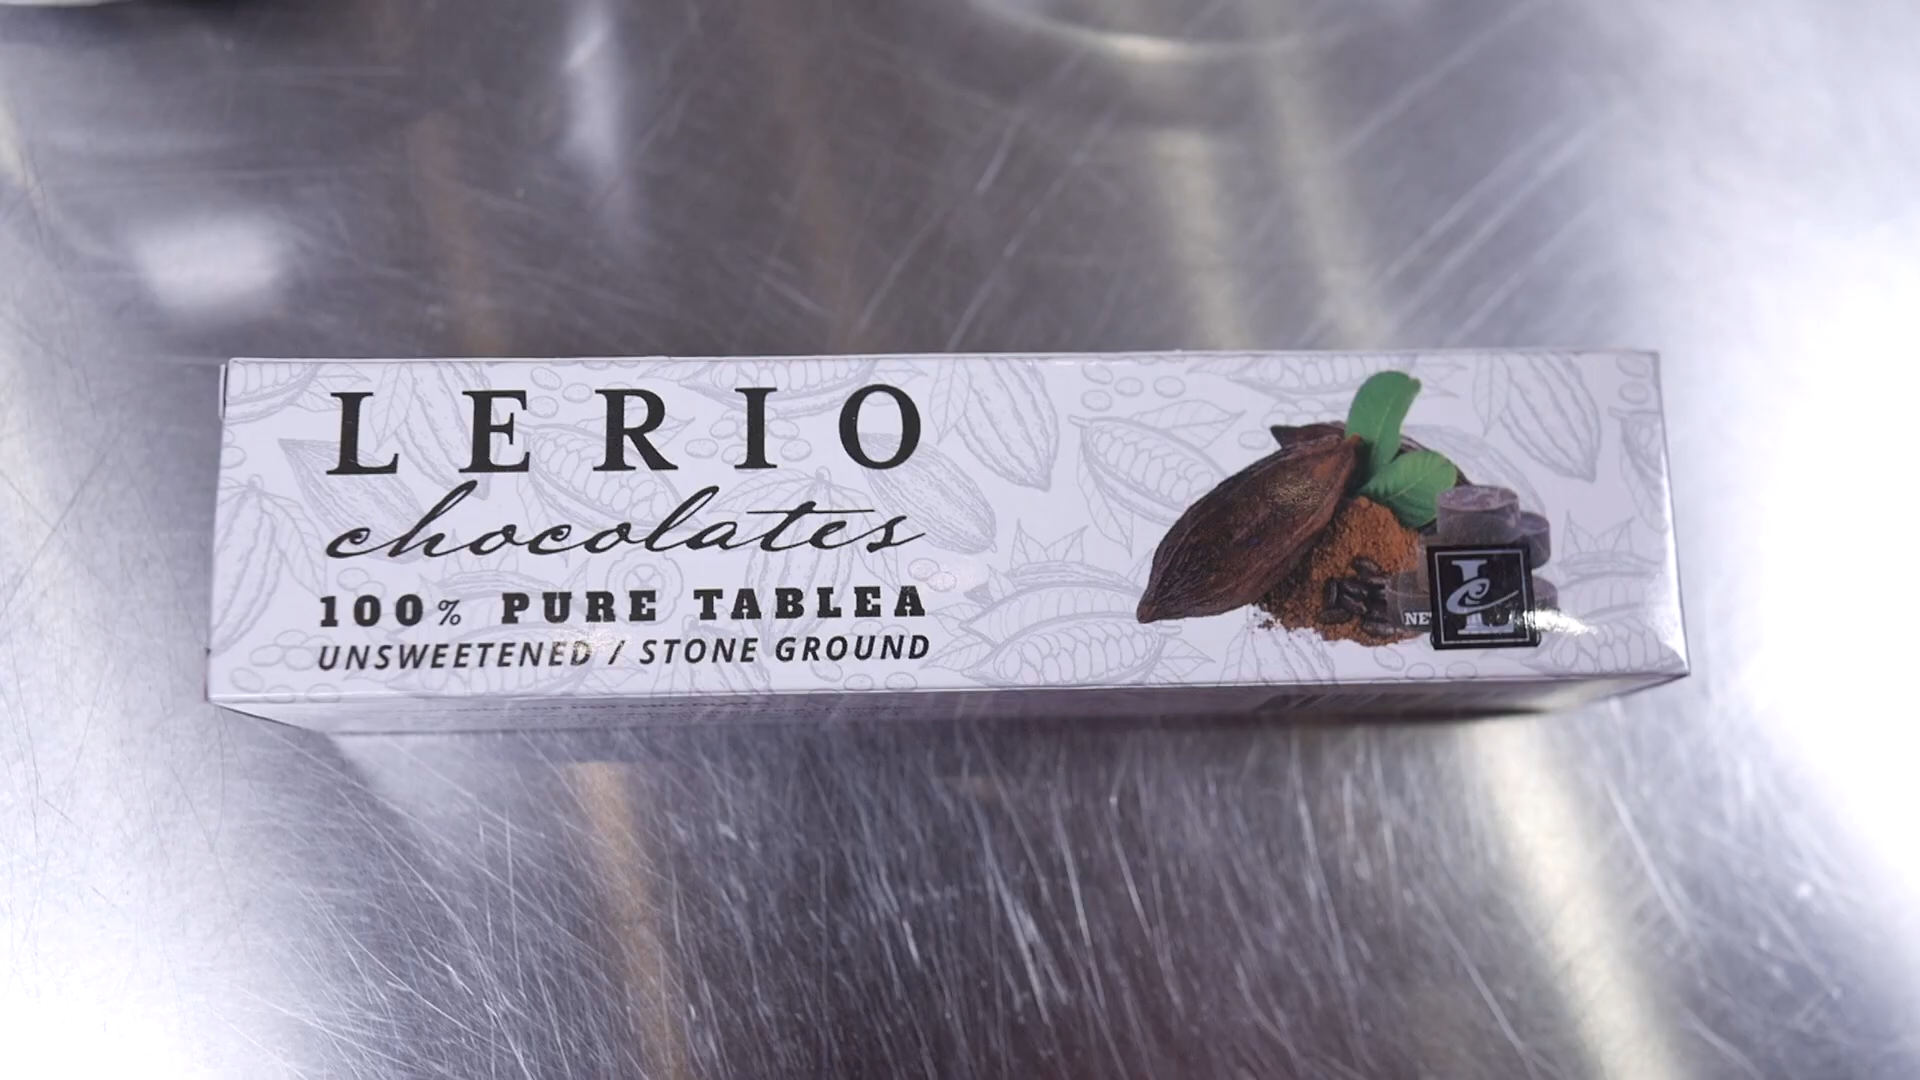 LERIO
chocolates
100% PURE TABLEA
UNSWEETENED / STONE GROUND